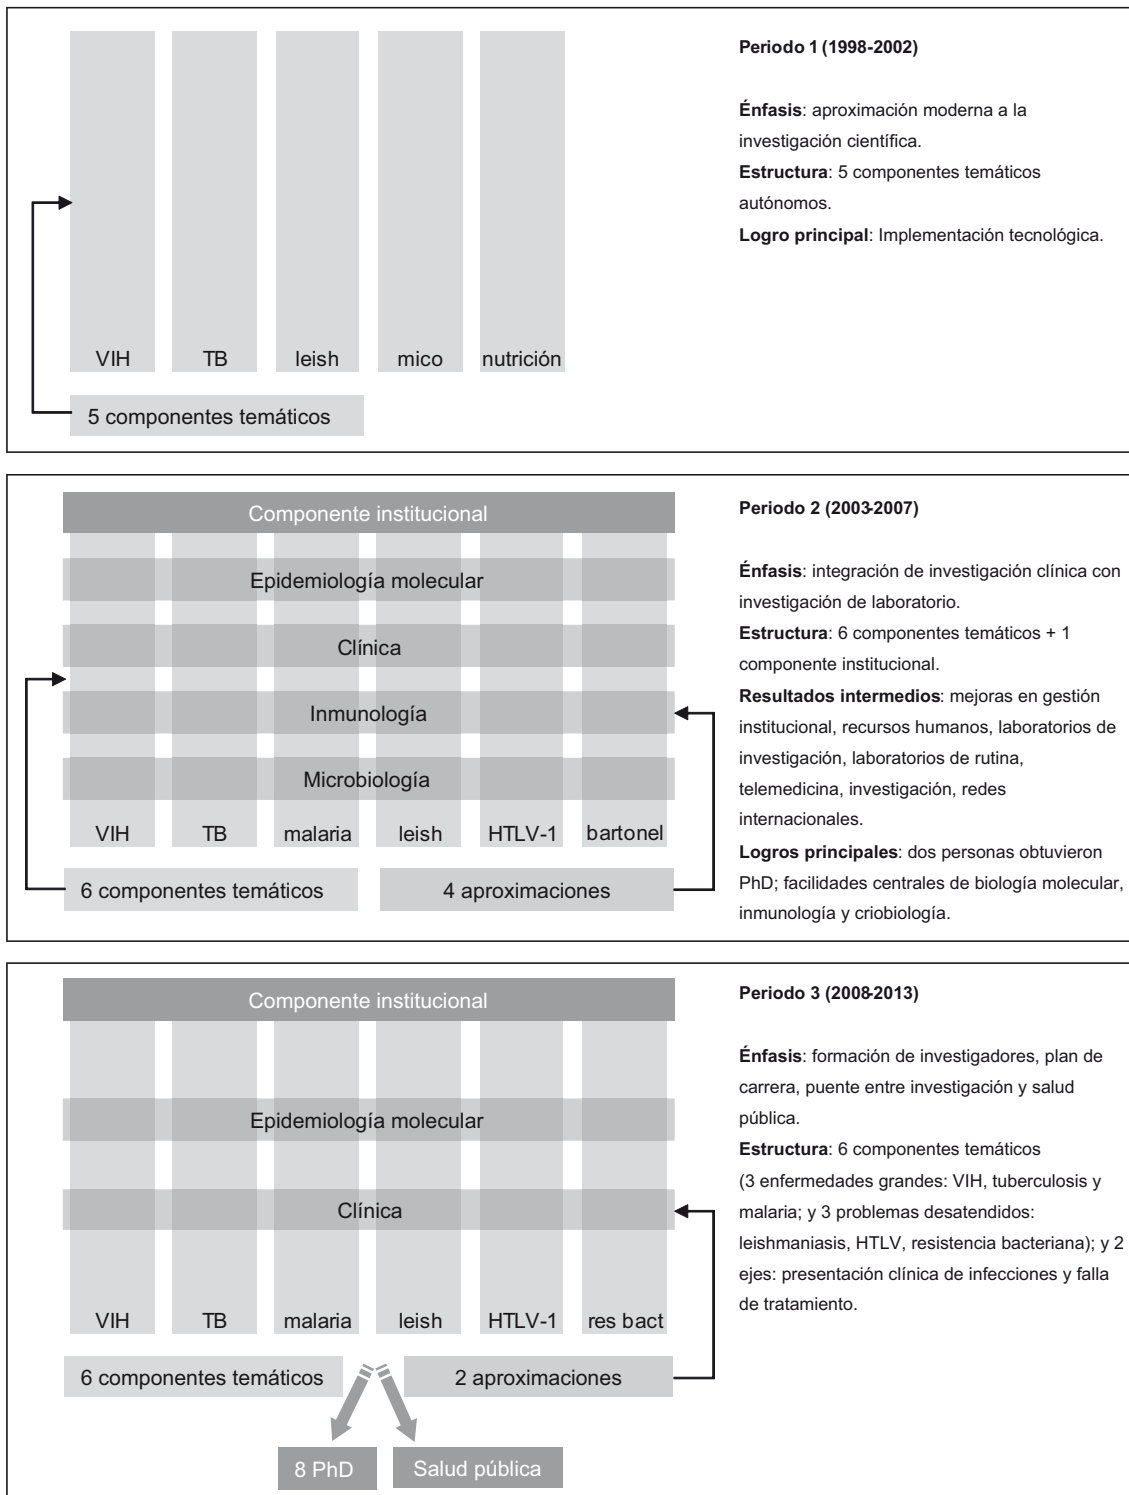 VIH TB leish mico nutrición
5 componentes temáticos
Periodo 1 (1998-2002)
Énfasis: aproximación moderna a la
investigación científica.
Estructura: 5 componentes temáticos
autónomos.
Logro principal: Implementación tecnológica.
Componente institucional
Epidemiología molecular
Clínica
Inmunología
Microbiología
VIH TB malaria leish HTLV-1 bartonel
6 componentes temáticos 4 aproximaciones
Periodo 2 (2003-2007)
Énfasis: integración de investigación clínica con
investigación de laboratorio.
Estructura: 6 componentes temáticos + 1
componente institucional.
Resultados intermedios: mejoras en gestión
institucional, recursos humanos, laboratorios de
investigación, laboratorios de rutina,
telemedicina, investigación, redes
internacionales.
Logros principales: dos personas obtuvieron
PhD; facilidades centrales de biología molecular,
inmunología y criobiología.
Componente institucional
Epidemiología molecular
Clínica
VIH TB malaria leish HTLV-1 res bact
6 componentes temáticos 2 aproximaciones
8 PhD Salud pública
Periodo 3 (2008-2013)
Énfasis: formación de investigadores, plan de
carrera, puente entre investigación y salud
pública.
Estructura: 6 componentes temáticos
(3 enfermedades grandes: VIH, tuberculosis y
malaria; y 3 problemas desatendidos:
leishmaniasis, HTLV, resistencia bacteriana); y 2
ejes: presentación clínica de infecciones y falla
de tratamiento.